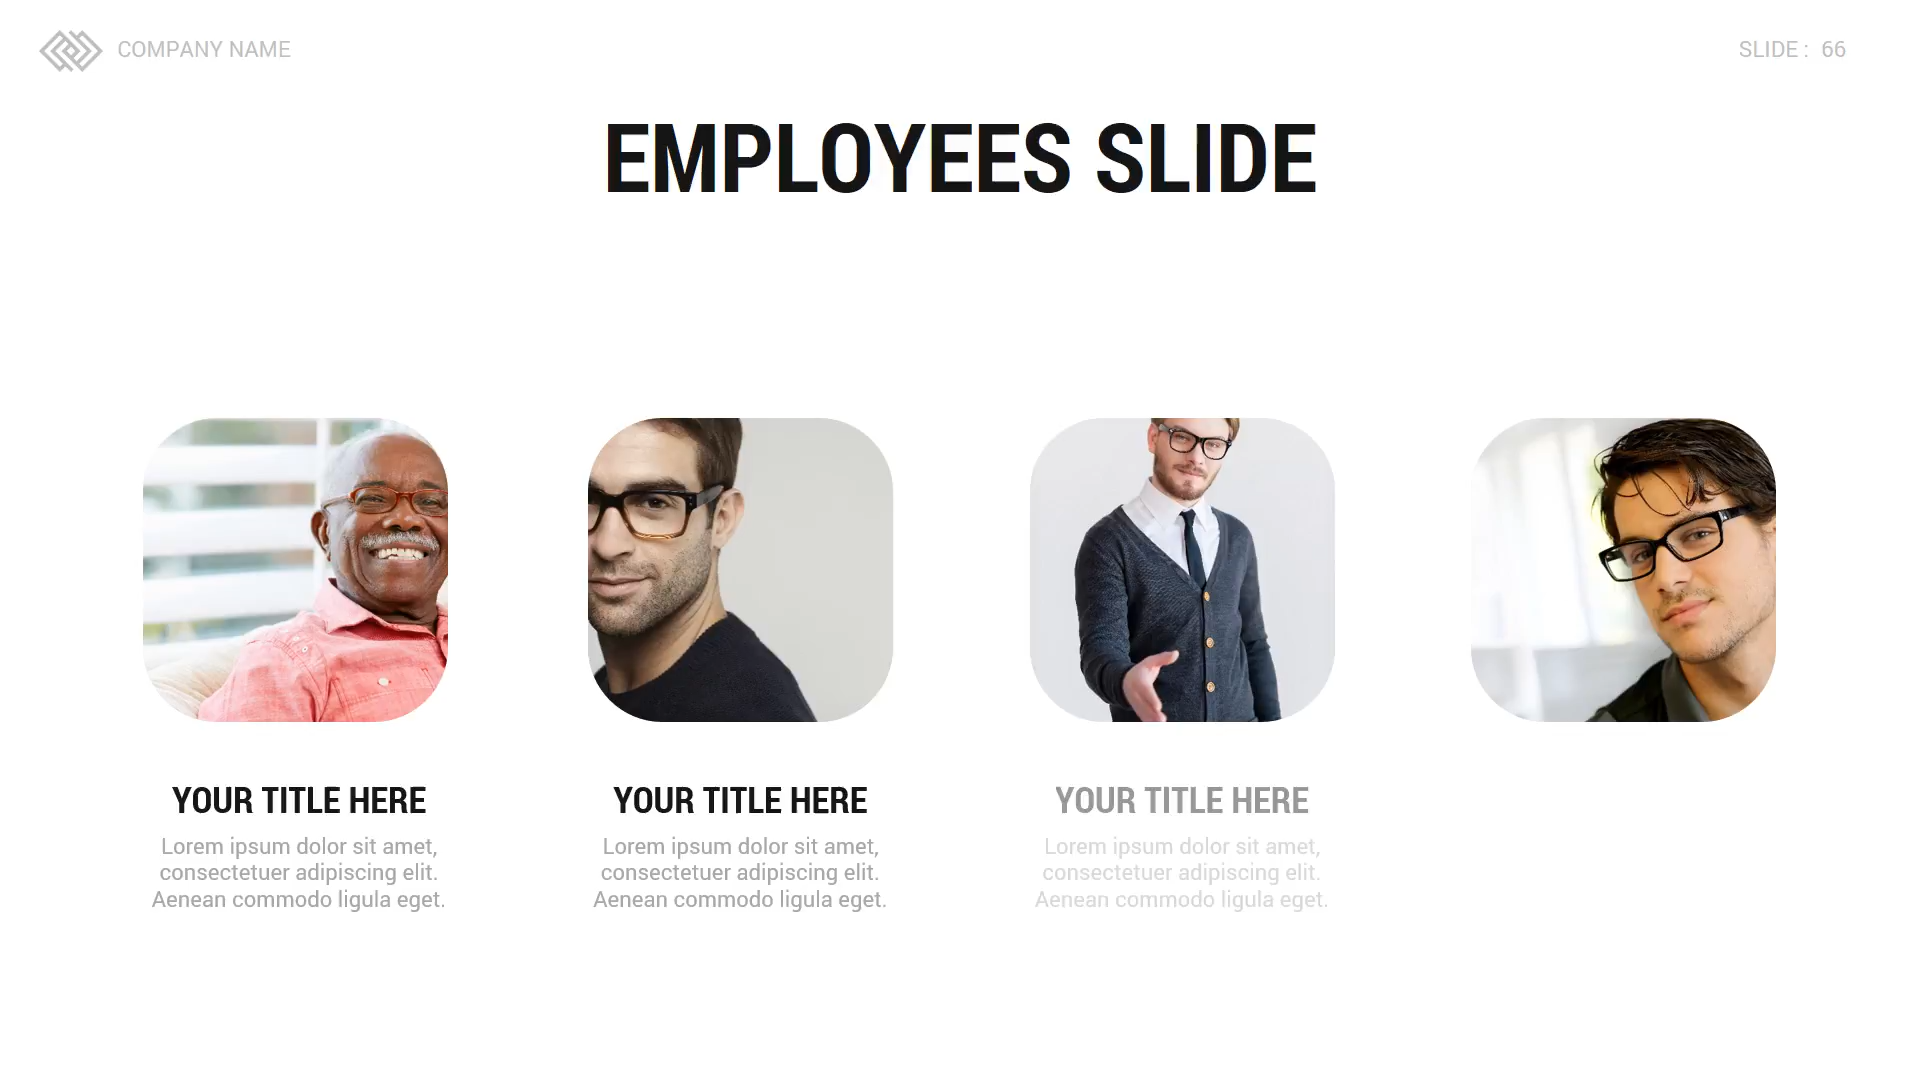 COMPANY NAME
SLIDE : 66
EMPLOYEES SLIDE
YOUR TITLE HERE
Lorem ipsum dolor sit amet,
consectetuer adipiscing elit.
Aenean commodo ligula eget.
YOUR TITLE HERE
Lorem ipsum dolor sit amet,
consectetuer adipiscing elit.
Aenean commodo ligula eget.
YOUR TITLE HERE
Lorem ipsum dolor sit amet,
consectetuer adipiscing elit.
Aenean commodo ligula eget.